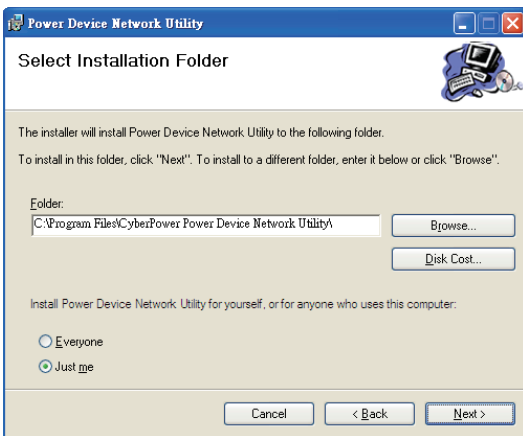 Power Device Network Utility
Select Installation Folder
The installer will install Power Device Network Utility to the following folder.
To install in this folder, click "Next". To install to a different folder, enter it below or click "Browse".
Folder:
C:\Program Files\CyberPower Power Device Network Utility\
Browse...
Disk Cost...
Install Power Device Network Utility for yourself, or for anyone who uses this computer:
Everyone
Just me
Cancel
< Back
Next >